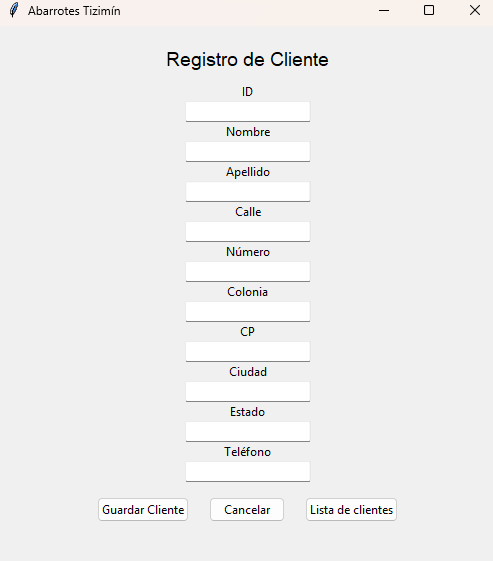 Abarrotes Tizimín
Registro de Cliente
ID
Nombre
Apellido
Calle
Número
Colonia
CP
Ciudad
Estado
Teléfono
Guardar Cliente Cancelar Lista de clientes